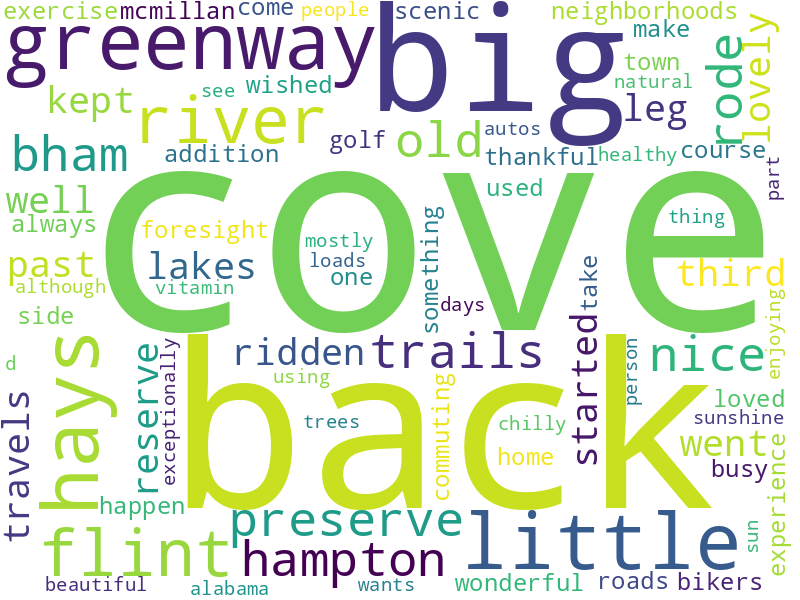 exercise
mcmillan
come
people
scenic
neighborhoods
greenway
big
make
lovely
see
wished
town
rode
natural
kept
river
leg
autos
golf
old
bham
addition
thankful
healthy
course
part
well
used
always
foresight
cove
thing
mostly
something
past
lakes
loads
one
third
although
vitamin
take
days
side
hays
reserve
exceptionally
ridden
trails
started
person
nice
enjoying
d
using
back
loved
travels
trees
commuting
chilly
sunshine
home
went
experience
busy
happen
flint
preserve
little
sun
hampton
beautiful
alabama
wants
wonderful
roads
bikers